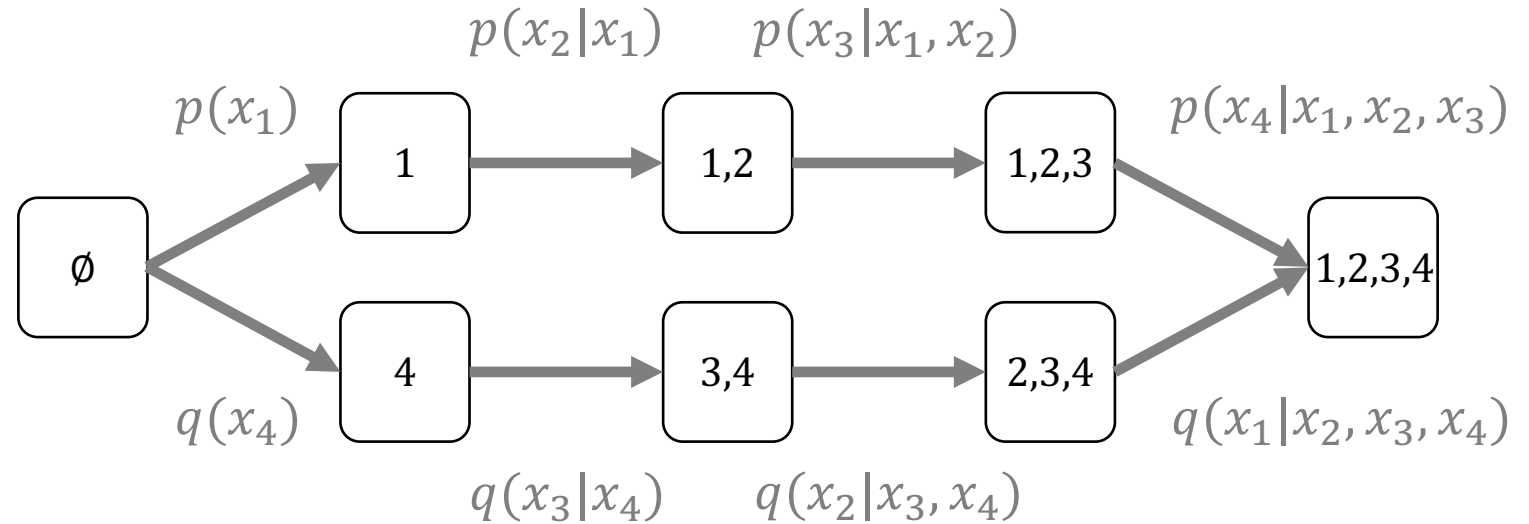 p(x₂|x₁) p(x₃|x₁, x₂)
p(x₁) p(x₄|x₁, x₂, x₃)
1 1,2 1,2,3
∅ 1,2,3,4
4 3,4 2,3,4
q(x₄) q(x₁|x₂, x₃, x₄)
q(x₃|x₄) q(x₂|x₃, x₄)